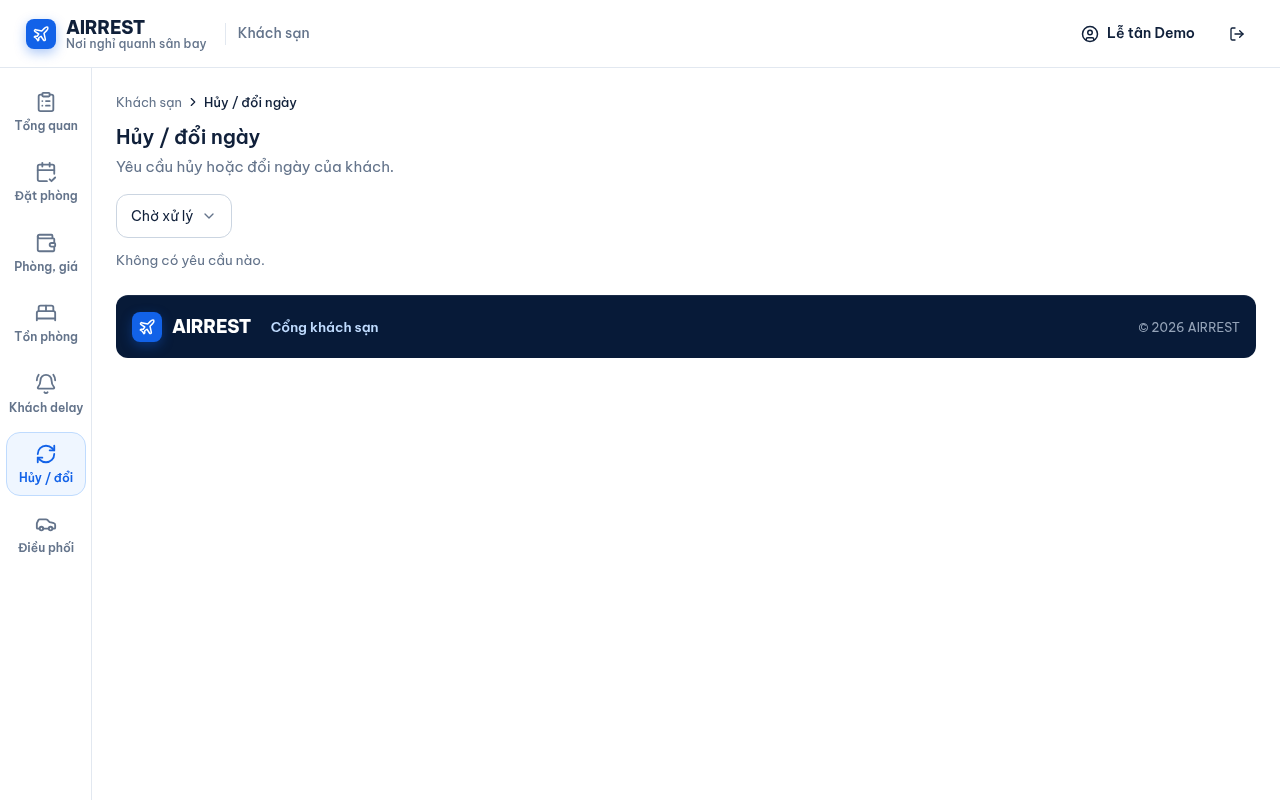 AIRREST
Nơi nghỉ quanh sân bay
Khách sạn
Lễ tân Demo
Tổng quan
Đặt phòng
Phòng, giá
Tồn phòng
Khách delay
Hủy / đổi
Điều phối
Khách sạn > Hủy / đổi ngày
Hủy / đổi ngày
Yêu cầu hủy hoặc đổi ngày của khách.
Chờ xử lý
Không có yêu cầu nào.
AIRREST Cổng khách sạn
© 2026 AIRREST